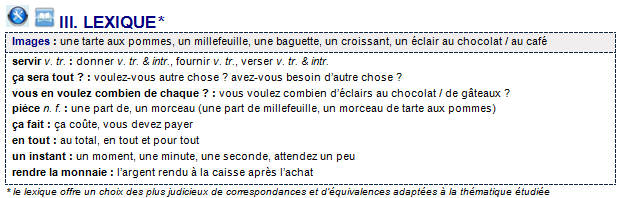 III. LEXIQUE*
Images : une tarte aux pommes, un millefeuille, une baguette, un croissant, un éclair au chocolat / au café
servir v. tr. : donner v. tr. & intr., fournir v. tr., verser v. tr. & intr.
ça sera tout ? : voulez-vous autre chose ? avez-vous besoin d'autre chose ?
vous en voulez combien de chaque ? : vous voulez combien d'éclairs au chocolat / de gâteaux ?
pièce n. f. : une part de, un morceau (une part de millefeuille, un morceau de tarte aux pommes)
ça fait : ça coûte, vous devez payer
en tout : au total, en tout et pour tout
un instant : un moment, une minute, une seconde, attendez un peu
rendre la monnaie : l'argent rendu à la caisse après l'achat
* le lexique offre un choix des plus judicieux de correspondances et d'équivalences adaptées à la thématique étudiée